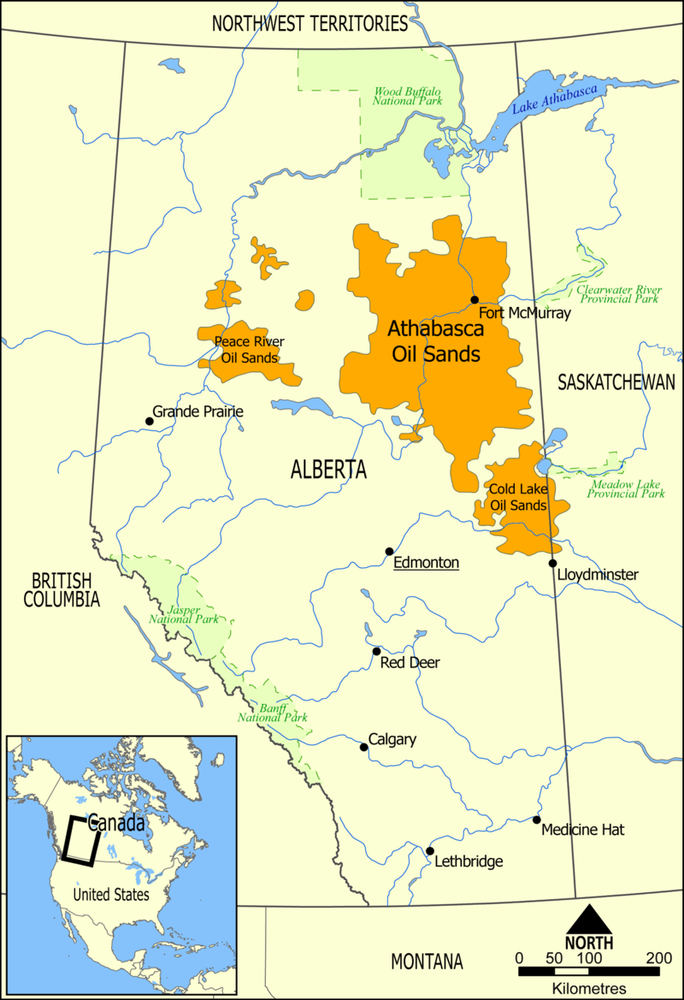 NORTHWEST TERRITORIES
Wood Buffalo
National Park
Lake Athabasca
Clearwater River
Provincial Park
Fort McMurray
Athabasca
Oil Sands
Peace River
Oil Sands
SASKATCHEWAN
Grande Prairie
ALBERTA
Cold Lake
Oil Sands
Meadow Lake
Provincial Park
Edmonton
Lloydminster
BRITISH
COLUMBIA
Jasper
National Park
Red Deer
Banff
National Park
Calgary
Medicine Hat
Lethbridge
Canada
United States
MONTANA
NORTH
0 50 100 200
Kilometres